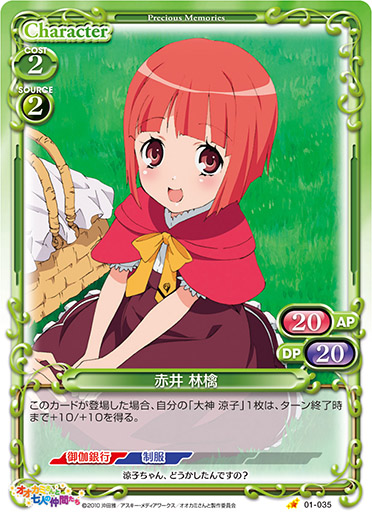 Precious Memories
Character
COST
2
SOURCE
2
20 AP
DP 20
赤井 林檎
このカードが登場した場合、自分の「大神 涼子」1枚は、ターン終了時
まで+10/+10を得る。
御伽銀行 制服
涼子ちゃん、どうかしたんですの?
オオカミさんと七人の仲間たち
©2010 沖田雅/アスキー・メディアワークス/オオカミさんと製作委員会
01-035